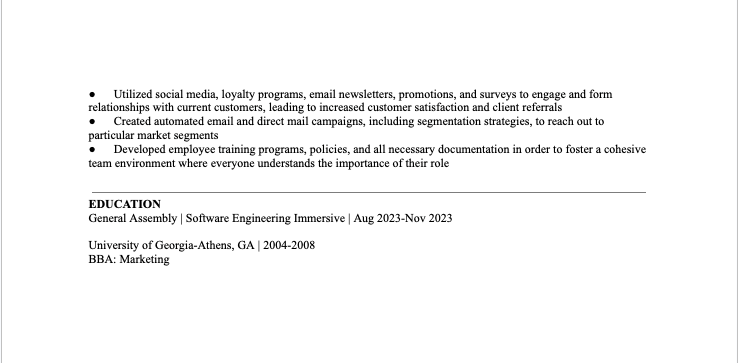 ● Utilized social media, loyalty programs, email newsletters, promotions, and surveys to engage and form
relationships with current customers, leading to increased customer satisfaction and client referrals
● Created automated email and direct mail campaigns, including segmentation strategies, to reach out to
particular market segments
● Developed employee training programs, policies, and all necessary documentation in order to foster a cohesive
team environment where everyone understands the importance of their role
EDUCATION
General Assembly | Software Engineering Immersive | Aug 2023-Nov 2023
University of Georgia-Athens, GA | 2004-2008
BBA: Marketing